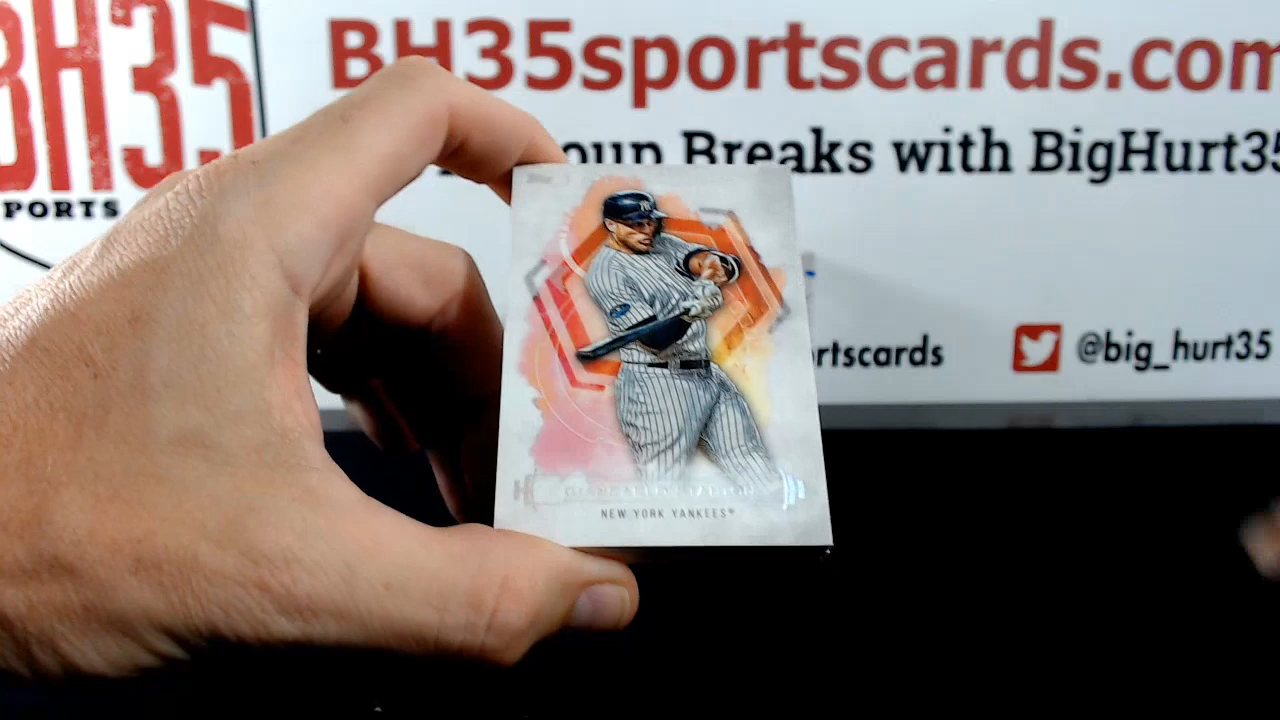 BH35
PORTS
BH35sportscards.com
oup Breaks with BigHurt35
rtscards
@big_hurt35
NEW YORK YANKEES®